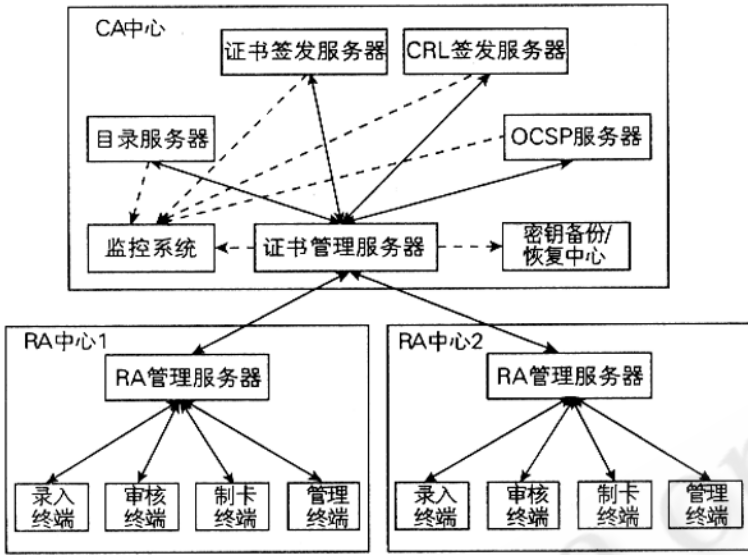 CA中心
证书签发服务器
CRL签发服务器
目录服务器
OCSP服务器
监控系统
证书管理服务器
密钥备份/
恢复中心
RA中心1
RA管理服务器
录入
终端
审核
终端
制卡
终端
管理
终端
RA中心2
RA管理服务器
录入
终端
审核
终端
制卡
终端
管理
终端